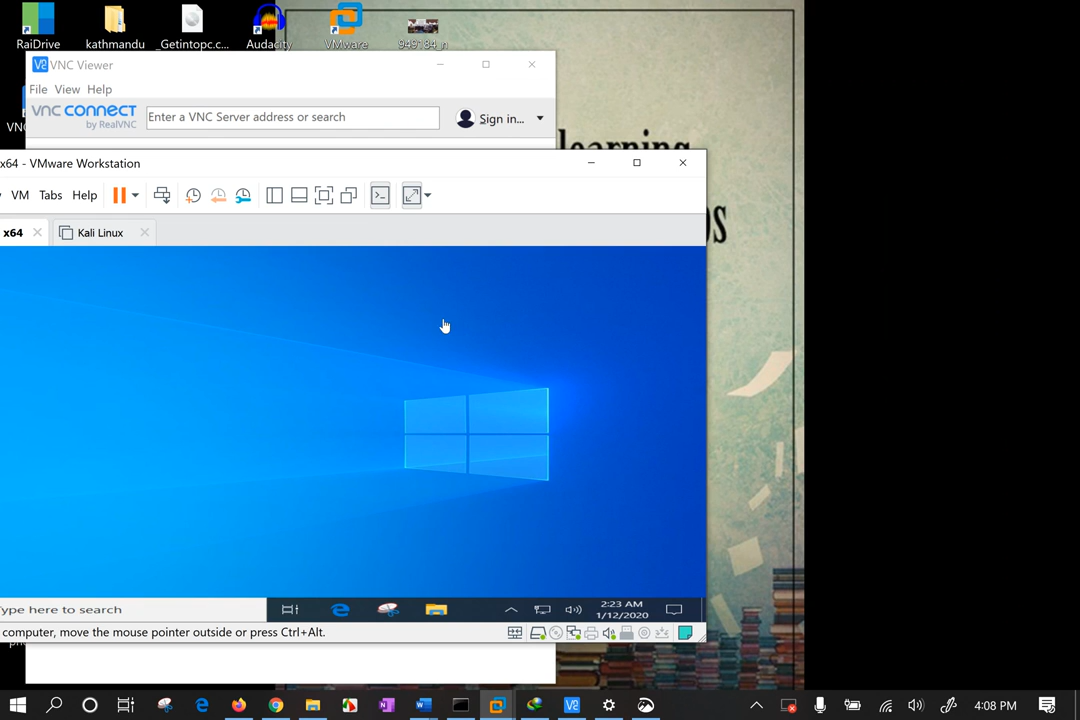 RaiDrive
kathmandu
_Getintopc.c...
Audacity
VMware
VNC Viewer
File View Help
vnc connect
by RealVNC
Enter a VNC Server address or search
Sign in...
learning
x64 - VMware Workstation
VM Tabs Help
x64
Kali Linux
ype here to search
2:23 AM
1/12/2020
computer, move the mouse pointer outside or press Ctrl+Alt.
4:08 PM